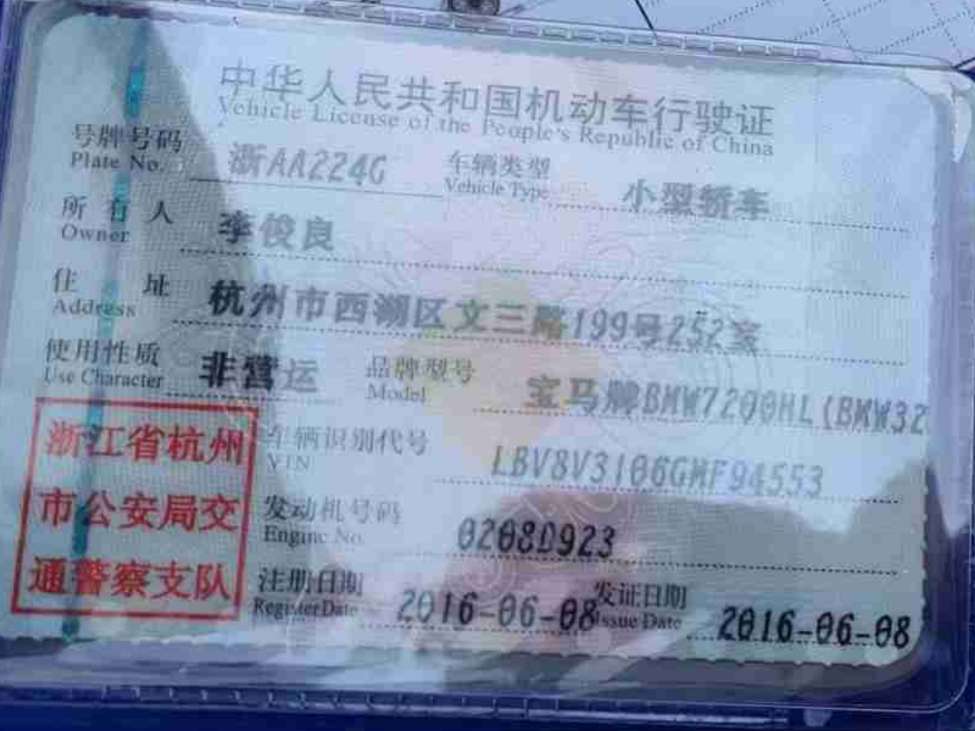 中华人民共和国机动车行驶证
Vehicle License of the People's Republic of China
号牌号码 浙AA224G 车辆类型 小型轿车
Plate No. Vehicle Type
所有人 李俊良
Owner
住址 杭州市西湖区文三路199号252室
Address
使用性质 非营运 品牌型号 宝马牌BMW7200HL(BMW32
Use Character Model
浙江省杭州
市公安局交
通警察支队
车辆识别代号 LBV8V3106GMF94553
VIN
发动机号码 0208D923
Engine No.
注册日期 2016-06-08 发证日期 2016-06-08
Register Date Issue Date